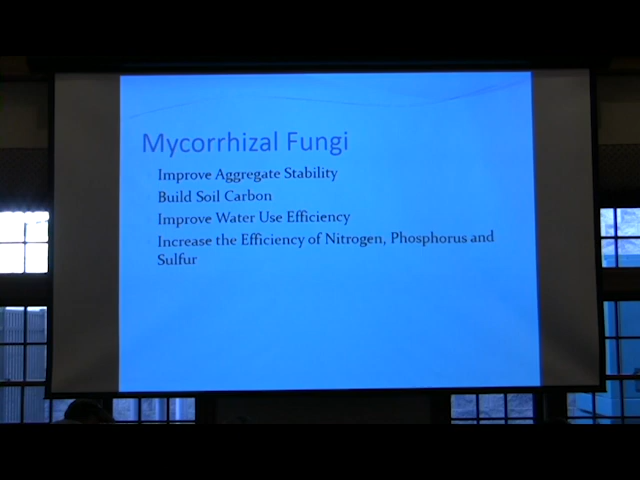 Mycorrhizal Fungi
Improve Aggregate Stability
Build Soil Carbon
Improve Water Use Efficiency
Increase the Efficiency of Nitrogen, Phosphorus and
Sulfur